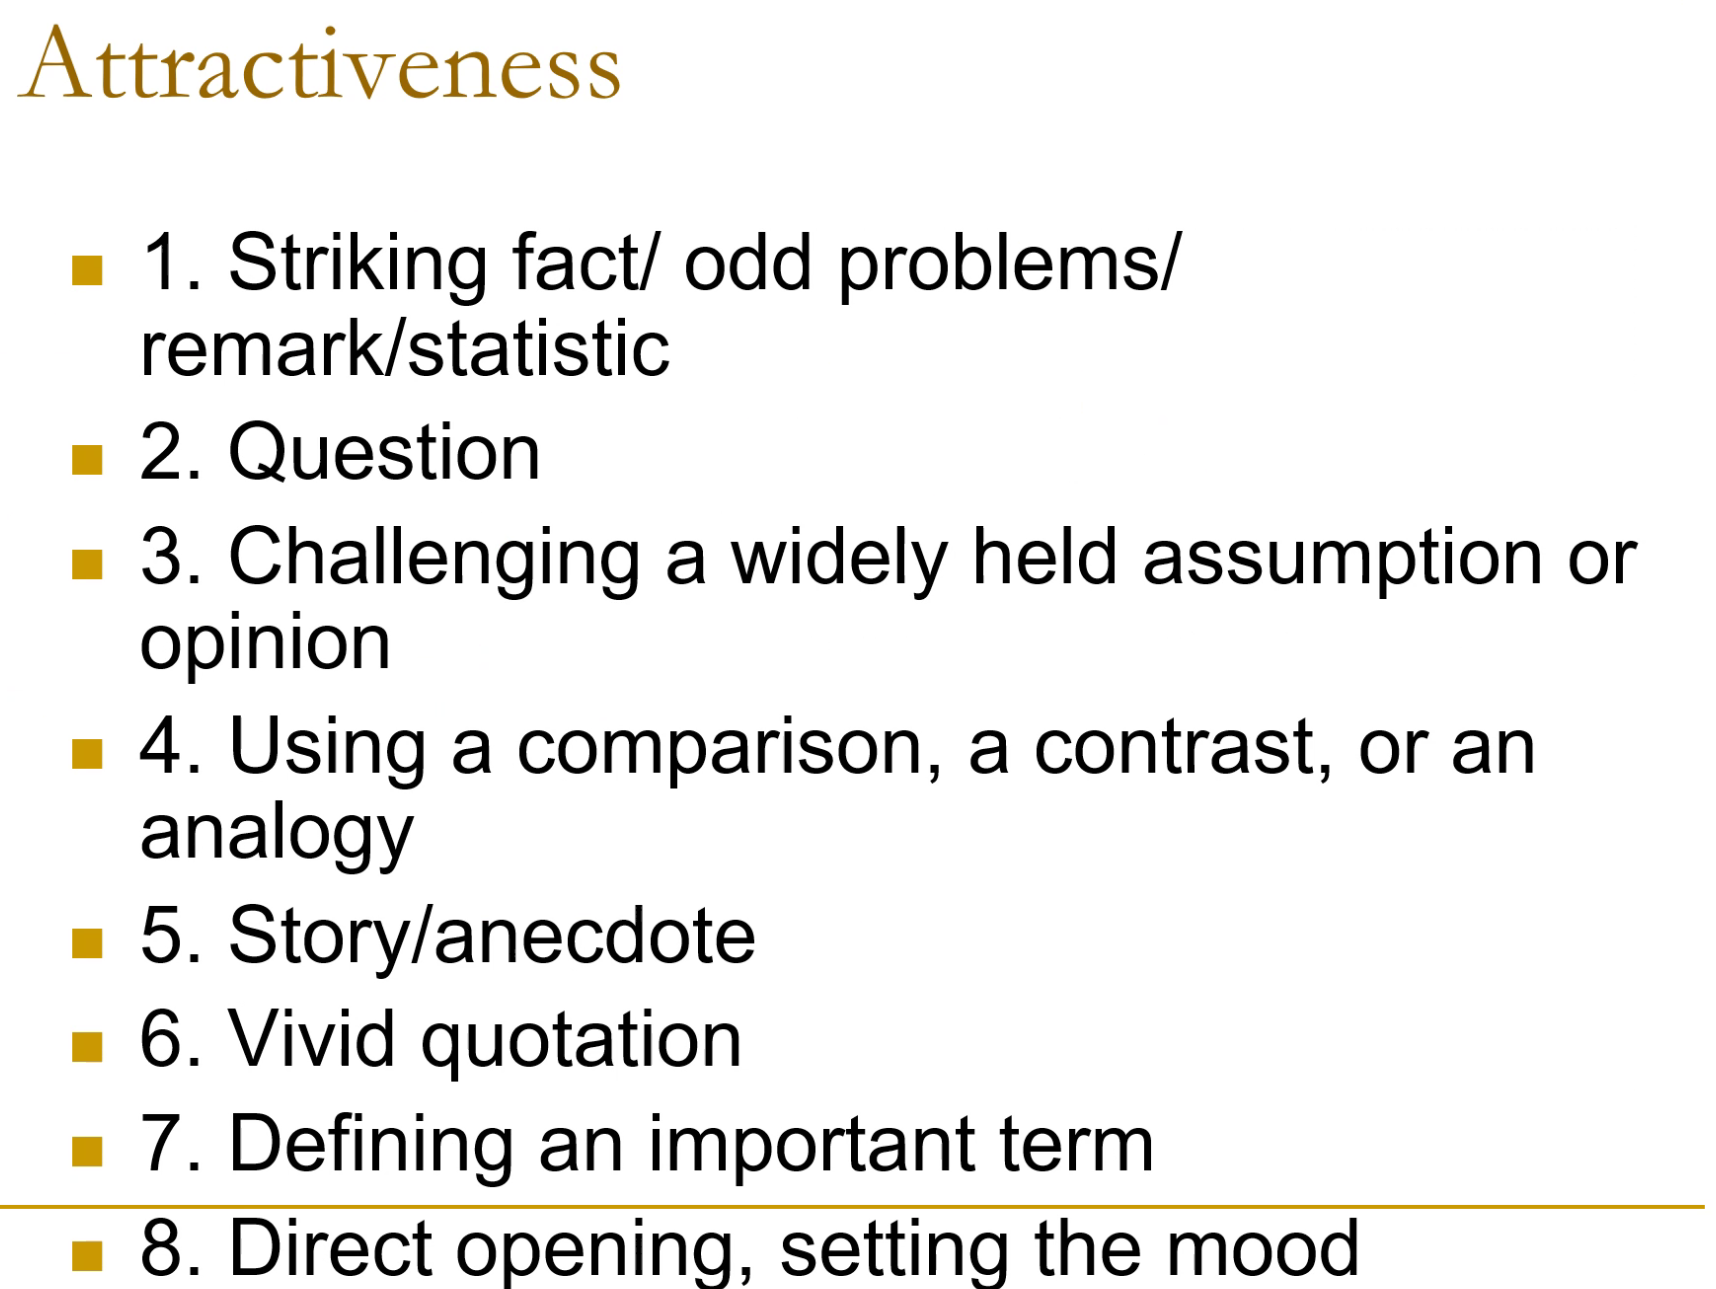 Attractiveness
1. Striking fact/ odd problems/
remark/statistic
2. Question
3. Challenging a widely held assumption or
opinion
4. Using a comparison, a contrast, or an
analogy
5. Story/anecdote
6. Vivid quotation
7. Defining an important term
8. Direct opening, setting the mood